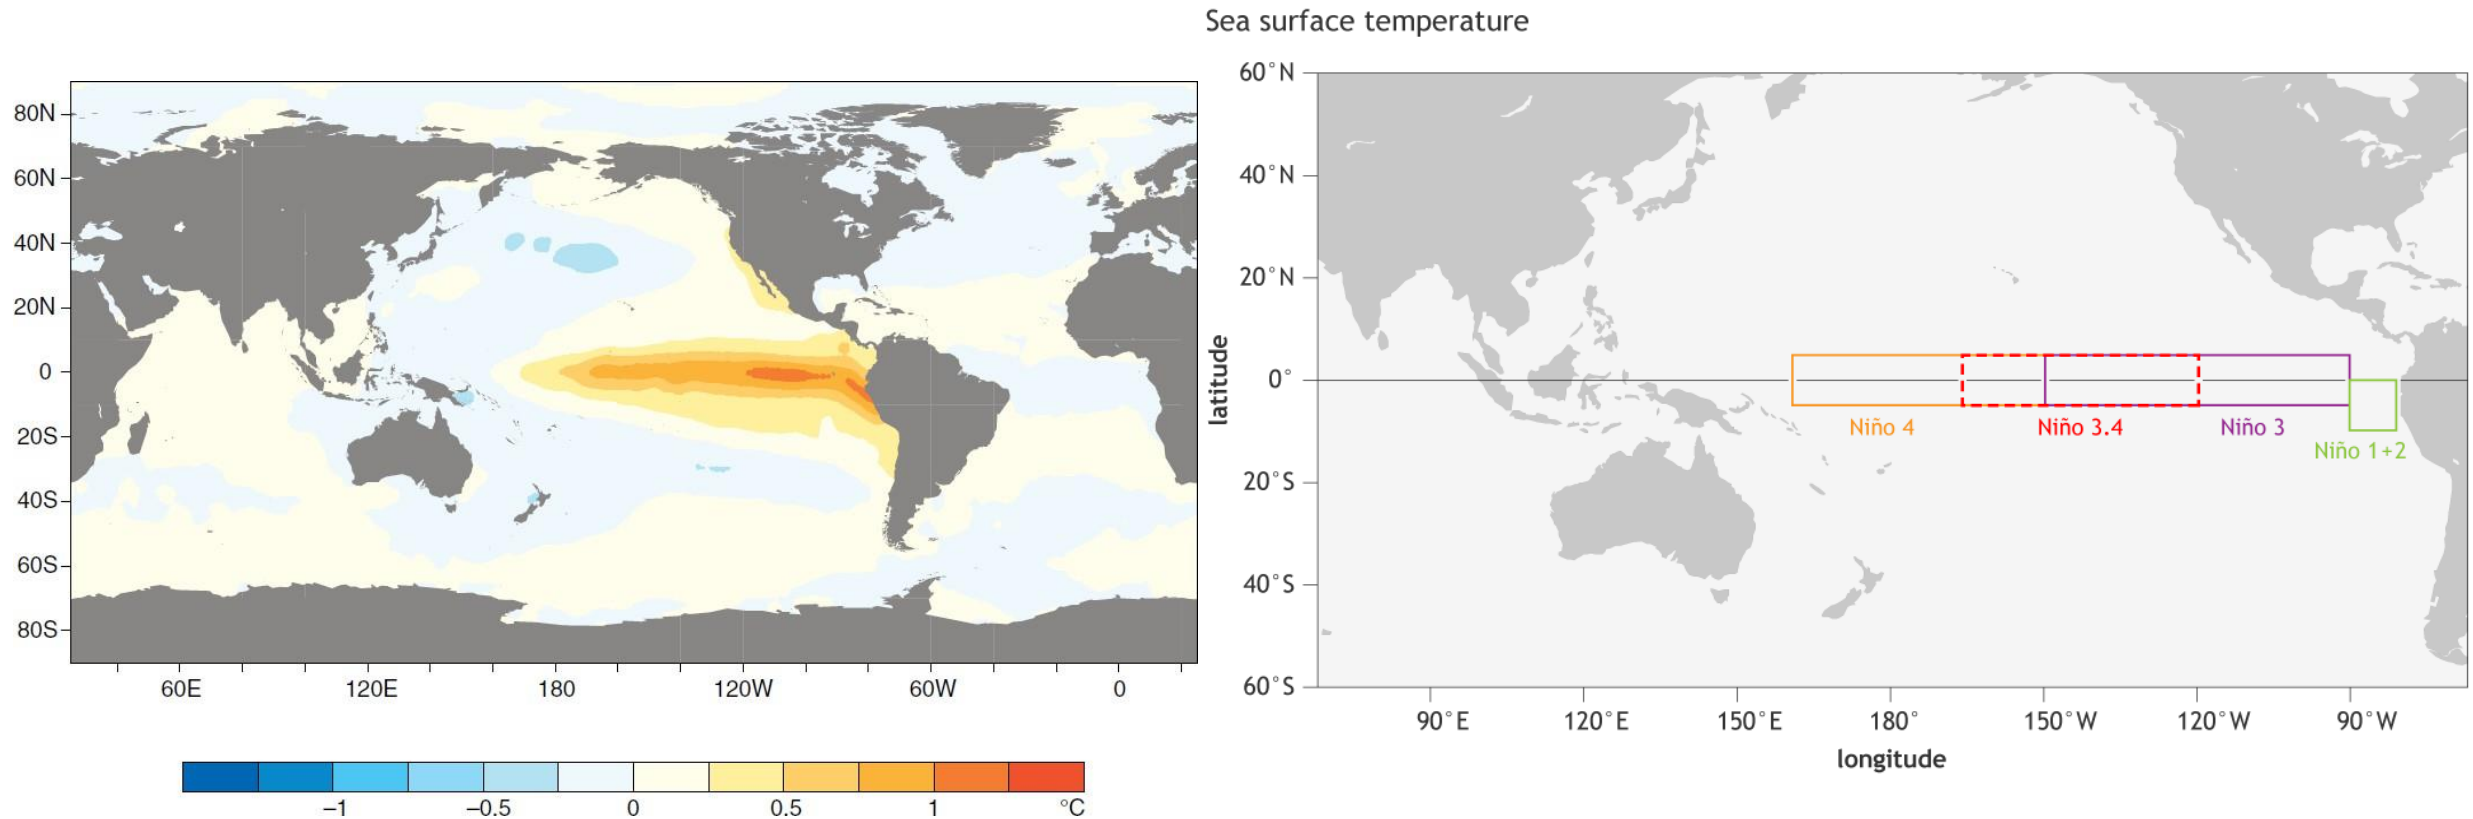 Sea surface temperature
80N
60N
40N
20N
0
20S
40S
60S
80S
60E 120E 180 120W 60W 0
–1 –0.5 0 0.5 1 °C
60°N
40°N
20°N
0°
20°S
40°S
60°S
latitude
Niño 4 Niño 3.4 Niño 3
Niño 1+2
90°E 120°E 150°E 180° 150°W 120°W 90°W
longitude